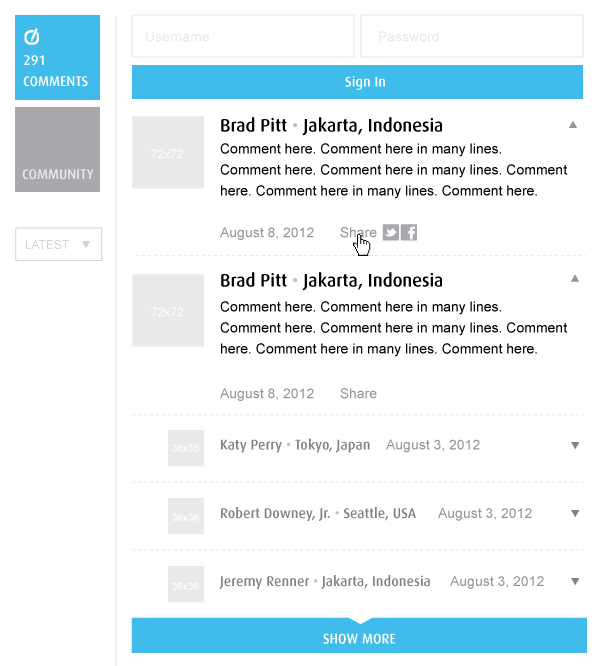 291
COMMENTS
COMMUNITY
LATEST
Username
Password
Sign In
72x72
Brad Pitt • Jakarta, Indonesia
Comment here. Comment here in many lines.
Comment here. Comment here in many lines. Comment
here. Comment here in many lines. Comment here.
August 8, 2012 Share
72x72
Brad Pitt • Jakarta, Indonesia
Comment here. Comment here in many lines.
Comment here. Comment here in many lines. Comment
here. Comment here in many lines. Comment here.
August 8, 2012 Share
36x36
Katy Perry • Tokyo, Japan August 3, 2012
36x36
Robert Downey, Jr. • Seattle, USA August 3, 2012
36x36
Jeremy Renner • Jakarta, Indonesia August 3, 2012
SHOW MORE